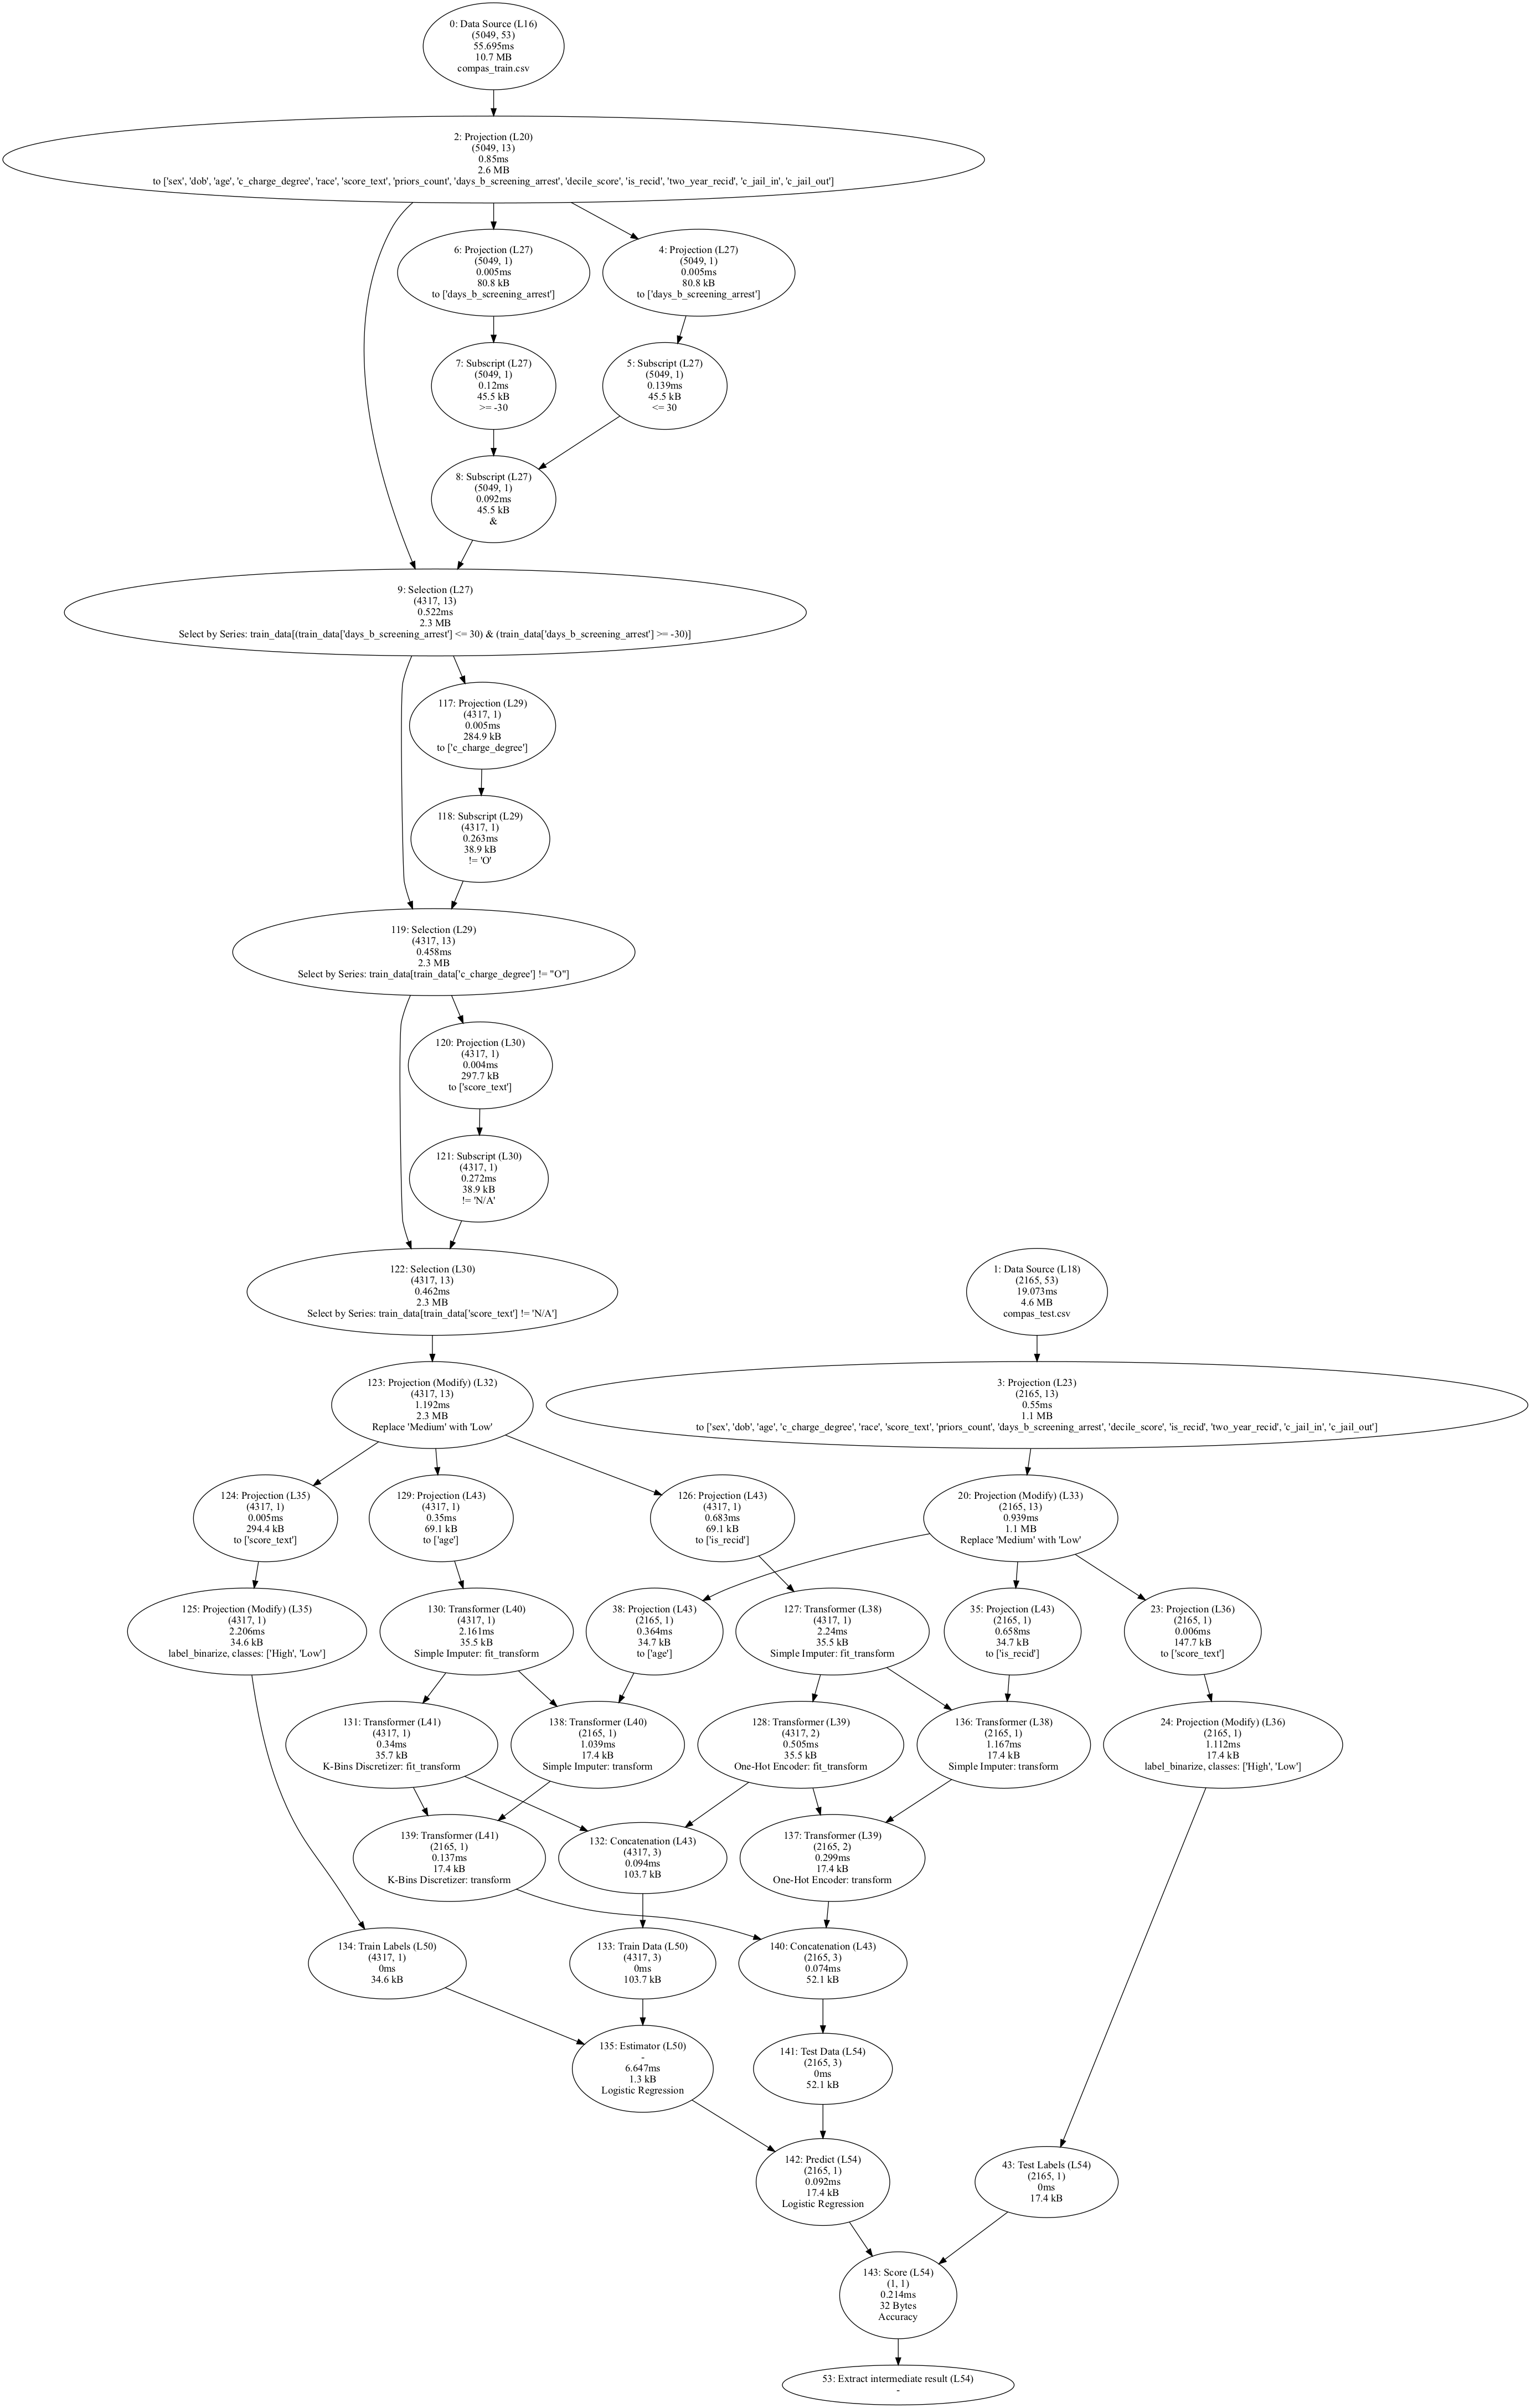 0: Data Source (L16)
(5049, 53)
55.695ms
10.7 MB
compas_train.csv
2: Projection (L20)
(5049, 13)
0.85ms
2.6 MB
to ['sex', 'dob', 'age', 'c_charge_degree', 'race', 'score_text', 'priors_count', 'days_b_screening_arrest', 'decile_score', 'is_recid', 'two_year_recid', 'c_jail_in', 'c_jail_out']
6: Projection (L27)
(5049, 1)
0.005ms
80.8 kB
to ['days_b_screening_arrest']
4: Projection (L27)
(5049, 1)
0.005ms
80.8 kB
to ['days_b_screening_arrest']
7: Subscript (L27)
(5049, 1)
0.12ms
45.5 kB
>= -30
5: Subscript (L27)
(5049, 1)
0.139ms
45.5 kB
<= 30
8: Subscript (L27)
(5049, 1)
0.092ms
45.5 kB
&
9: Selection (L27)
(4317, 13)
0.522ms
2.3 MB
Select by Series: train_data[(train_data['days_b_screening_arrest'] <= 30) & (train_data['days_b_screening_arrest'] >= -30)]
117: Projection (L29)
(4317, 1)
0.005ms
284.9 kB
to ['c_charge_degree']
118: Subscript (L29)
(4317, 1)
0.263ms
38.9 kB
!= 'O'
119: Selection (L29)
(4317, 13)
0.458ms
2.3 MB
Select by Series: train_data[train_data['c_charge_degree'] != "O"]
120: Projection (L30)
(4317, 1)
0.004ms
297.7 kB
to ['score_text']
121: Subscript (L30)
(4317, 1)
0.272ms
38.9 kB
!= 'N/A'
122: Selection (L30)
(4317, 13)
0.462ms
2.3 MB
Select by Series: train_data[train_data['score_text'] != 'N/A']
1: Data Source (L18)
(2165, 53)
19.073ms
4.6 MB
compas_test.csv
123: Projection (Modify) (L32)
(4317, 13)
1.192ms
2.3 MB
Replace 'Medium' with 'Low'
3: Projection (L23)
(2165, 13)
0.55ms
1.1 MB
to ['sex', 'dob', 'age', 'c_charge_degree', 'race', 'score_text', 'priors_count', 'days_b_screening_arrest', 'decile_score', 'is_recid', 'two_year_recid', 'c_jail_in', 'c_jail_out']
124: Projection (L35)
(4317, 1)
0.005ms
294.4 kB
to ['score_text']
129: Projection (L43)
(4317, 1)
0.35ms
69.1 kB
to ['age']
126: Projection (L43)
(4317, 1)
0.683ms
69.1 kB
to ['is_recid']
20: Projection (Modify) (L33)
(2165, 13)
0.939ms
1.1 MB
Replace 'Medium' with 'Low'
125: Projection (Modify) (L35)
(4317, 1)
2.206ms
34.6 kB
label_binarize, classes: ['High', 'Low']
130: Transformer (L40)
(4317, 1)
2.161ms
35.5 kB
Simple Imputer: fit_transform
38: Projection (L43)
(2165, 1)
0.364ms
34.7 kB
to ['age']
127: Transformer (L38)
(4317, 1)
2.24ms
35.5 kB
Simple Imputer: fit_transform
35: Projection (L43)
(2165, 1)
0.658ms
34.7 kB
to ['is_recid']
23: Projection (L36)
(2165, 1)
0.006ms
147.7 kB
to ['score_text']
131: Transformer (L41)
(4317, 1)
0.34ms
35.7 kB
K-Bins Discretizer: fit_transform
138: Transformer (L40)
(2165, 1)
1.039ms
17.4 kB
Simple Imputer: transform
128: Transformer (L39)
(4317, 2)
0.505ms
35.5 kB
One-Hot Encoder: fit_transform
136: Transformer (L38)
(2165, 1)
1.167ms
17.4 kB
Simple Imputer: transform
24: Projection (Modify) (L36)
(2165, 1)
1.112ms
17.4 kB
label_binarize, classes: ['High', 'Low']
139: Transformer (L41)
(2165, 1)
0.137ms
17.4 kB
K-Bins Discretizer: transform
132: Concatenation (L43)
(4317, 3)
0.094ms
103.7 kB
137: Transformer (L39)
(2165, 2)
0.299ms
17.4 kB
One-Hot Encoder: transform
134: Train Labels (L50)
(4317, 1)
0ms
34.6 kB
133: Train Data (L50)
(4317, 3)
0ms
103.7 kB
140: Concatenation (L43)
(2165, 3)
0.074ms
52.1 kB
135: Estimator (L50)
-
6.647ms
1.3 kB
Logistic Regression
141: Test Data (L54)
(2165, 3)
0ms
52.1 kB
142: Predict (L54)
(2165, 1)
0.092ms
17.4 kB
Logistic Regression
43: Test Labels (L54)
(2165, 1)
0ms
17.4 kB
143: Score (L54)
(1, 1)
0.214ms
32 Bytes
Accuracy
53: Extract intermediate result (L54)
-